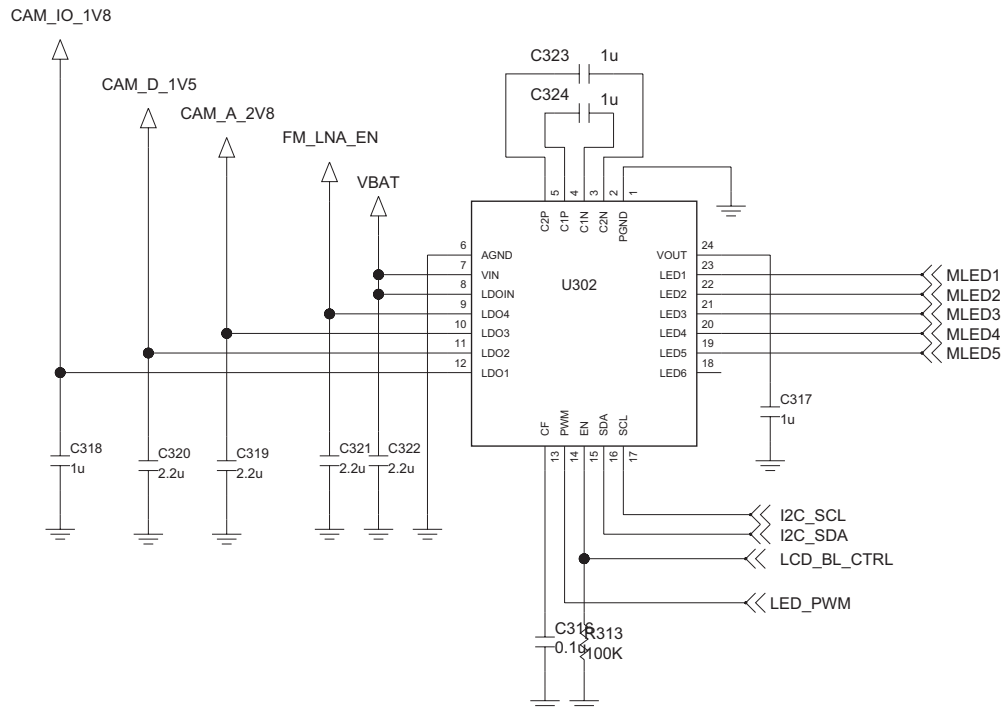 CAM_IO_1V8
CAM_D_1V5
CAM_A_2V8
FM_LNA_EN
VBAT
C323 1u
C324 1u
5 4 3 2 1
C2P C1P C1N C2N PGND
U302
6 AGND
7 VIN
8 LDOIN
9 LDO4
10 LDO3
11 LDO2
12 LDO1
VOUT 24
LED1 23 MLED1
LED2 22 MLED2
LED3 21 MLED3
LED4 20 MLED4
LED5 19 MLED5
LED6 18
CF PWM EN SDA SCL
13 14 15 16 17
C318
1u
C320
2.2u
C319
2.2u
C321
2.2u
C322
2.2u
C317
1u
I2C_SCL
I2C_SDA
LCD_BL_CTRL
LED_PWM
C316
0.1u
R313
100K